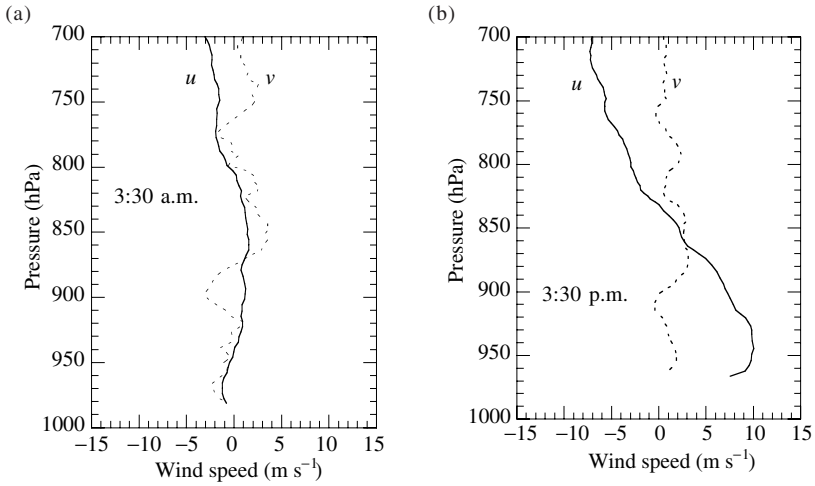 (a)
700
750
800
850
900
950
1000
Pressure (hPa)
u
v
3:30 a.m.
−15 −10 −5 0 5 10 15
Wind speed (m s⁻¹)
(b)
700
750
800
850
900
950
1000
Pressure (hPa)
u
v
3:30 p.m.
−15 −10 −5 0 5 10 15
Wind speed (m s⁻¹)